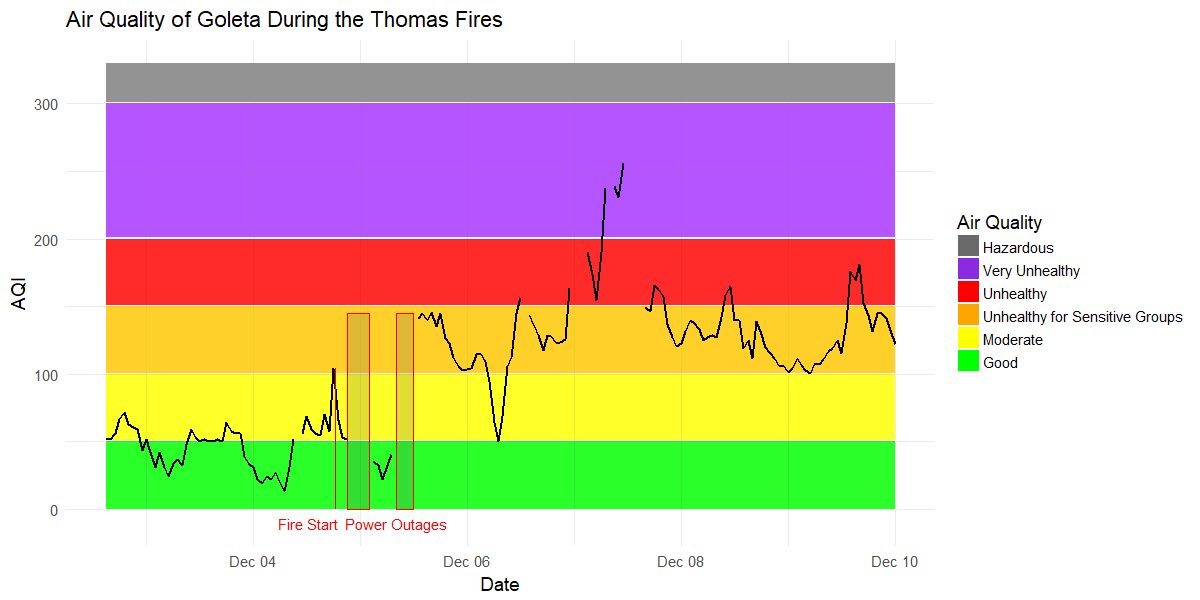 Air Quality of Goleta During the Thomas Fires
AQI
300
200
100
0
Fire Start Power Outages
Dec 04 Dec 06 Dec 08 Dec 10
Date
Air Quality
Hazardous
Very Unhealthy
Unhealthy
Unhealthy for Sensitive Groups
Moderate
Good